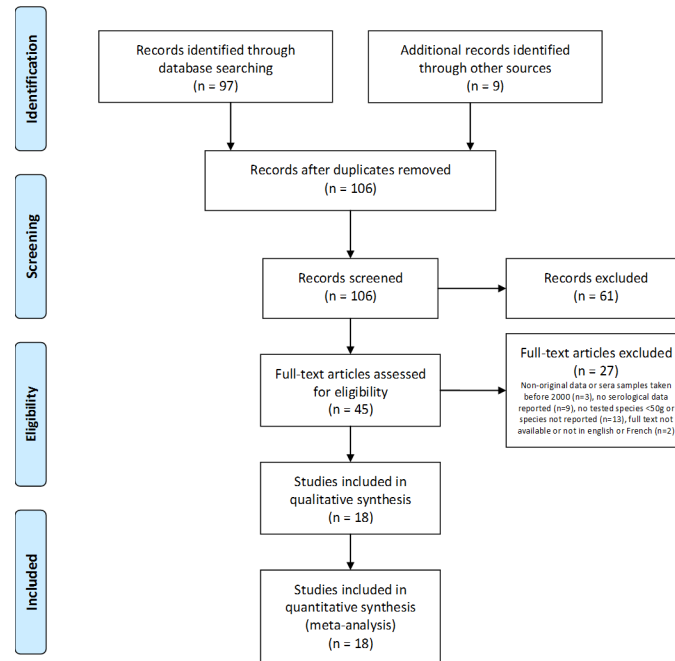 Identification
Records identified through
database searching
(n = 97)
Additional records identified
through other sources
(n = 9)
Records after duplicates removed
(n = 106)
Screening
Records screened
(n = 106)
Records excluded
(n = 61)
Eligibility
Full-text articles assessed
for eligibility
(n = 45)
Full-text articles excluded
(n = 27)
Non-original data or sera samples taken
before 2000 (n=3), no serological data
reported (n=9), no tested species <50g or
species not reported (n=13), full text not
available or not in english or French (n=2)
Studies included in
qualitative synthesis
(n = 18)
Included
Studies included in
quantitative synthesis
(meta-analysis)
(n = 18)